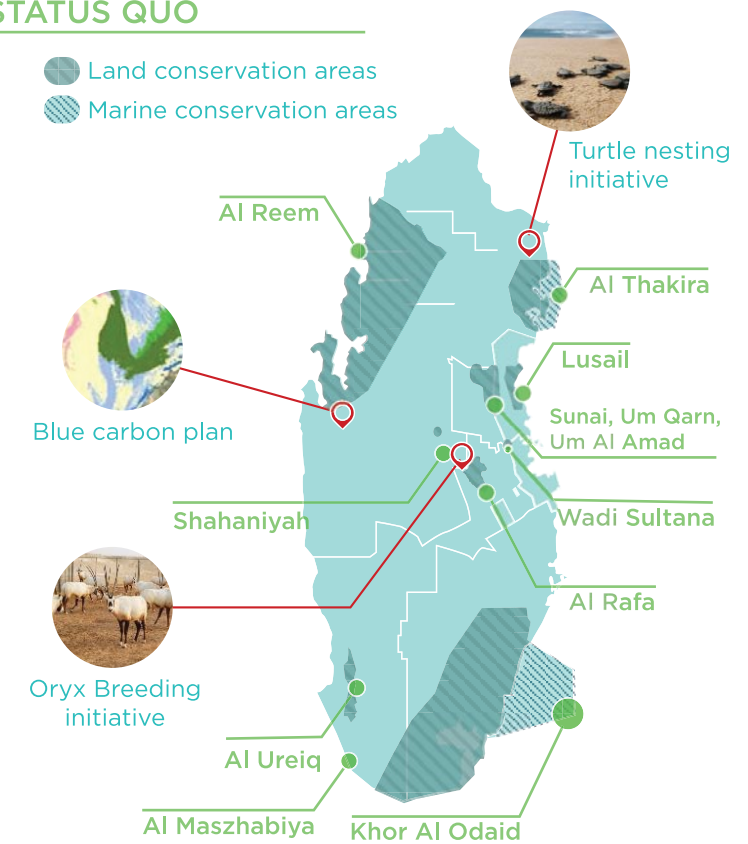 STATUS QUO
Land conservation areas
Marine conservation areas
Turtle nesting
initiative
Al Reem
Al Thakira
Lusail
Sunai, Um Qarn,
Um Al Amad
Blue carbon plan
Shahaniyah
Wadi Sultana
Al Rafa
Oryx Breeding
initiative
Al Ureiq
Al Maszhabiya
Khor Al Odaid